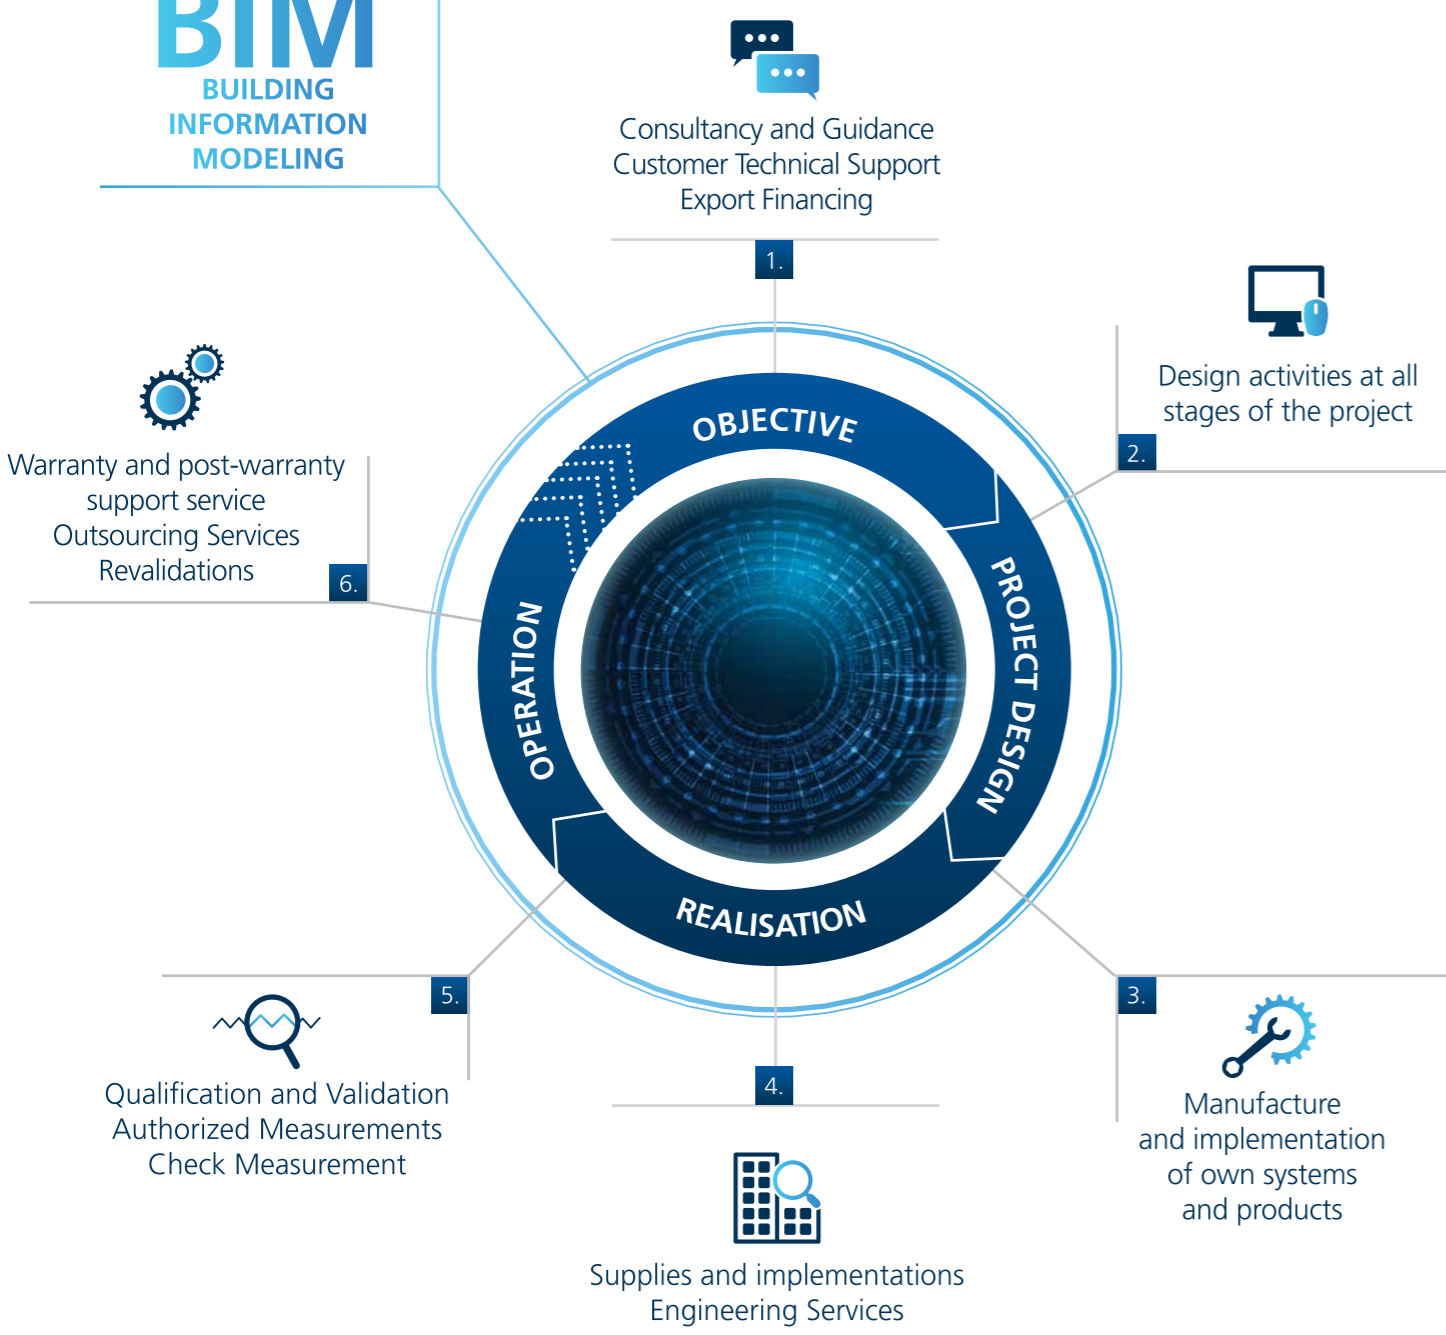 BIM
BUILDING
INFORMATION
MODELING
Consultancy and Guidance
Customer Technical Support
Export Financing
1.
Design activities at all
stages of the project
2.
Manufacture
and implementation
of own systems
and products
3.
Supplies and implementations
Engineering Services
4.
Qualification and Validation
Authorized Measurements
Check Measurement
5.
Warranty and post-warranty
support service
Outsourcing Services
Revalidations
6.
OBJECTIVE
PROJECT DESIGN
REALISATION
OPERATION